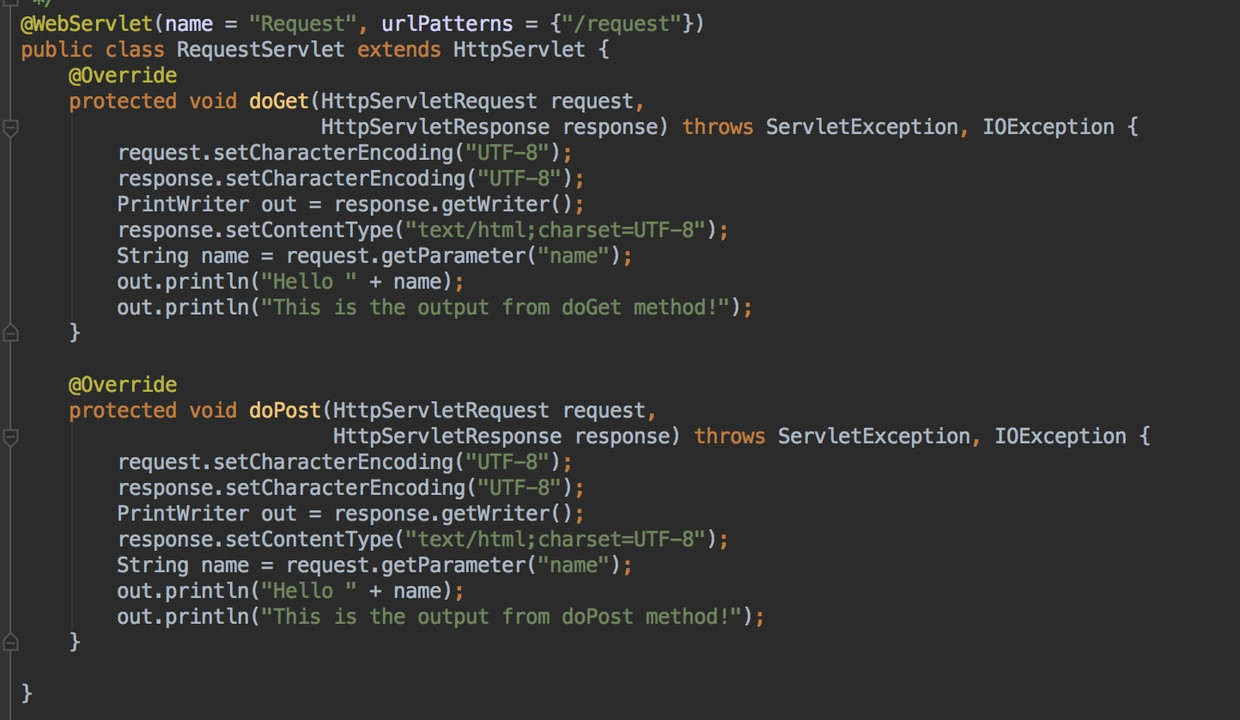 */
@WebServlet(name = "Request", urlPatterns = {"/request"})
public class RequestServlet extends HttpServlet {
    @Override
    protected void doGet(HttpServletRequest request,
                         HttpServletResponse response) throws ServletException, IOException {
        request.setCharacterEncoding("UTF-8");
        response.setCharacterEncoding("UTF-8");
        PrintWriter out = response.getWriter();
        response.setContentType("text/html;charset=UTF-8");
        String name = request.getParameter("name");
        out.println("Hello " + name);
        out.println("This is the output from doGet method!");
    }

    @Override
    protected void doPost(HttpServletRequest request,
                          HttpServletResponse response) throws ServletException, IOException {
        request.setCharacterEncoding("UTF-8");
        response.setCharacterEncoding("UTF-8");
        PrintWriter out = response.getWriter();
        response.setContentType("text/html;charset=UTF-8");
        String name = request.getParameter("name");
        out.println("Hello " + name);
        out.println("This is the output from doPost method!");
    }

}